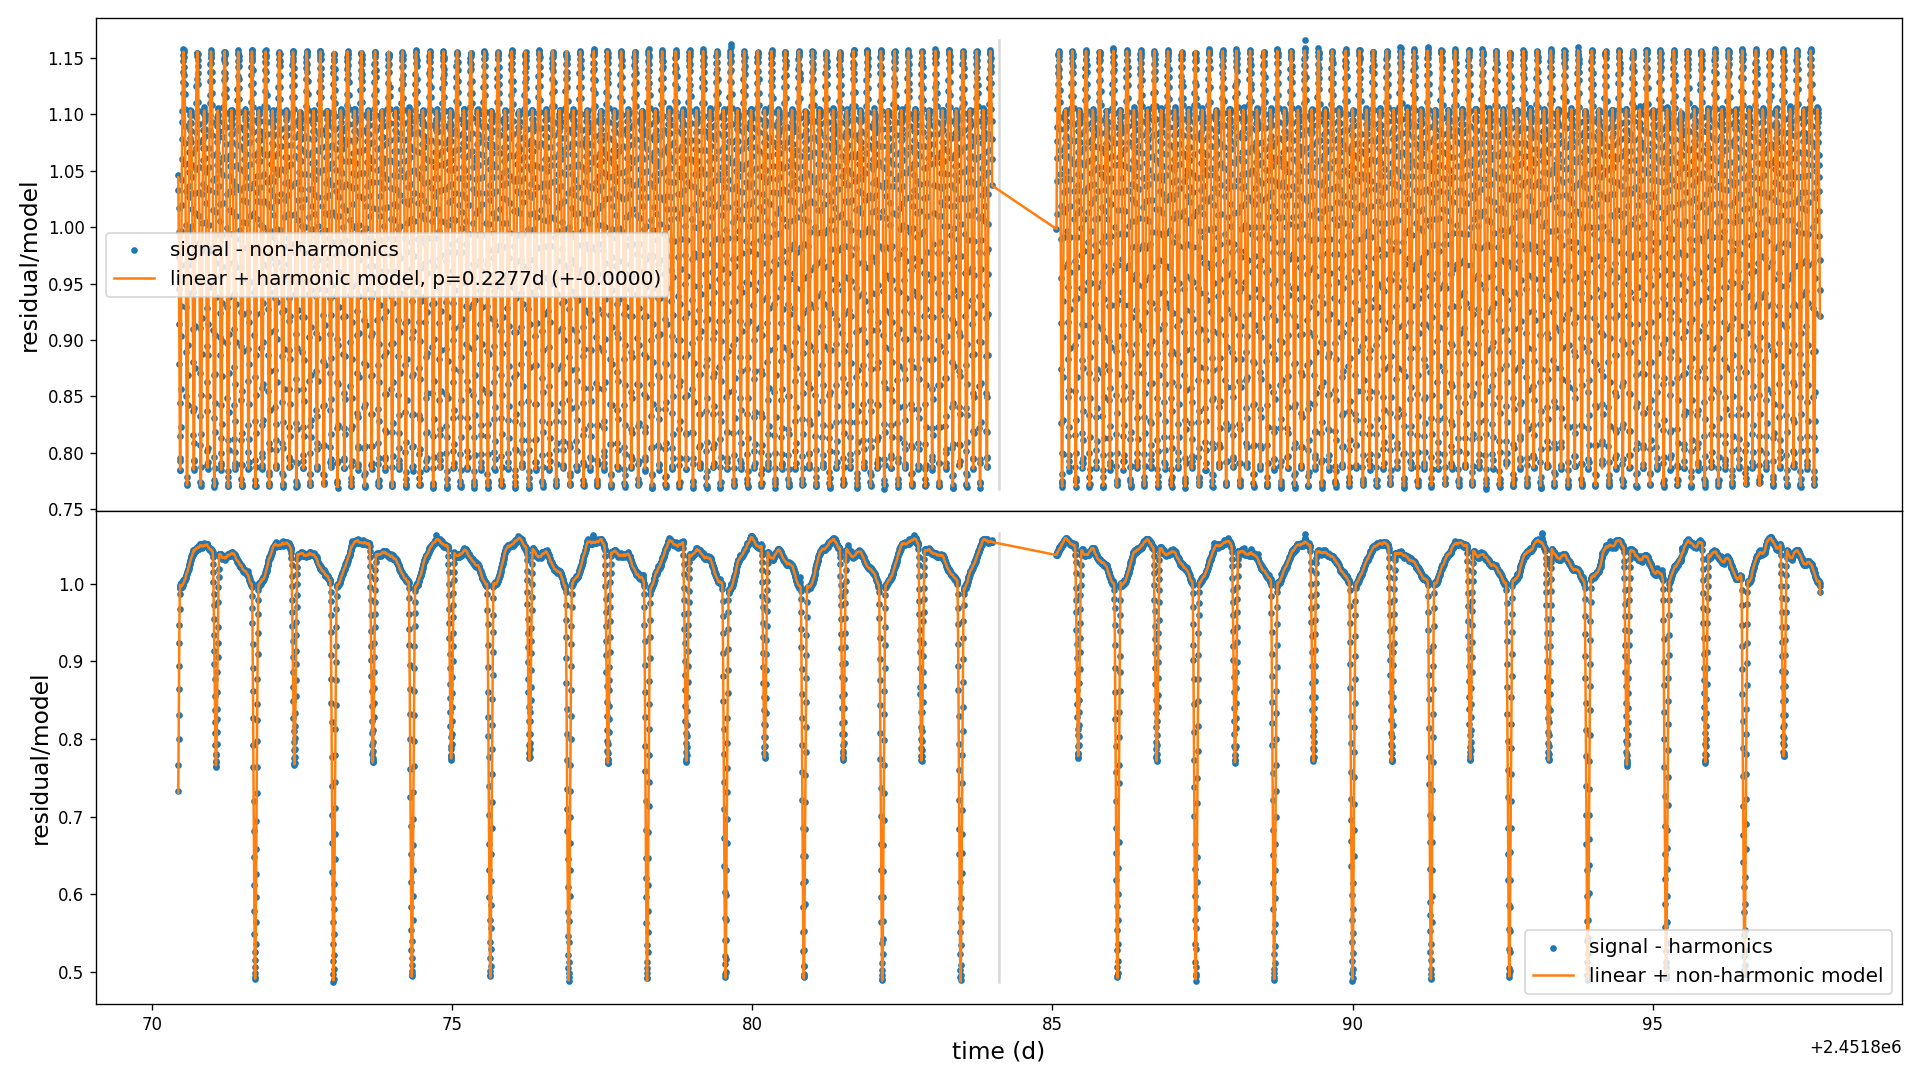 1.15
1.10
1.05
1.00
0.95
0.90
0.85
0.80
0.75
residual/model
signal - non-harmonics
linear + harmonic model, p=0.2277d (+-0.0000)
1.0
0.9
0.8
0.7
0.6
0.5
residual/model
signal - harmonics
linear + non-harmonic model
70
75
80
85
90
95
time (d)
+2.4518e6